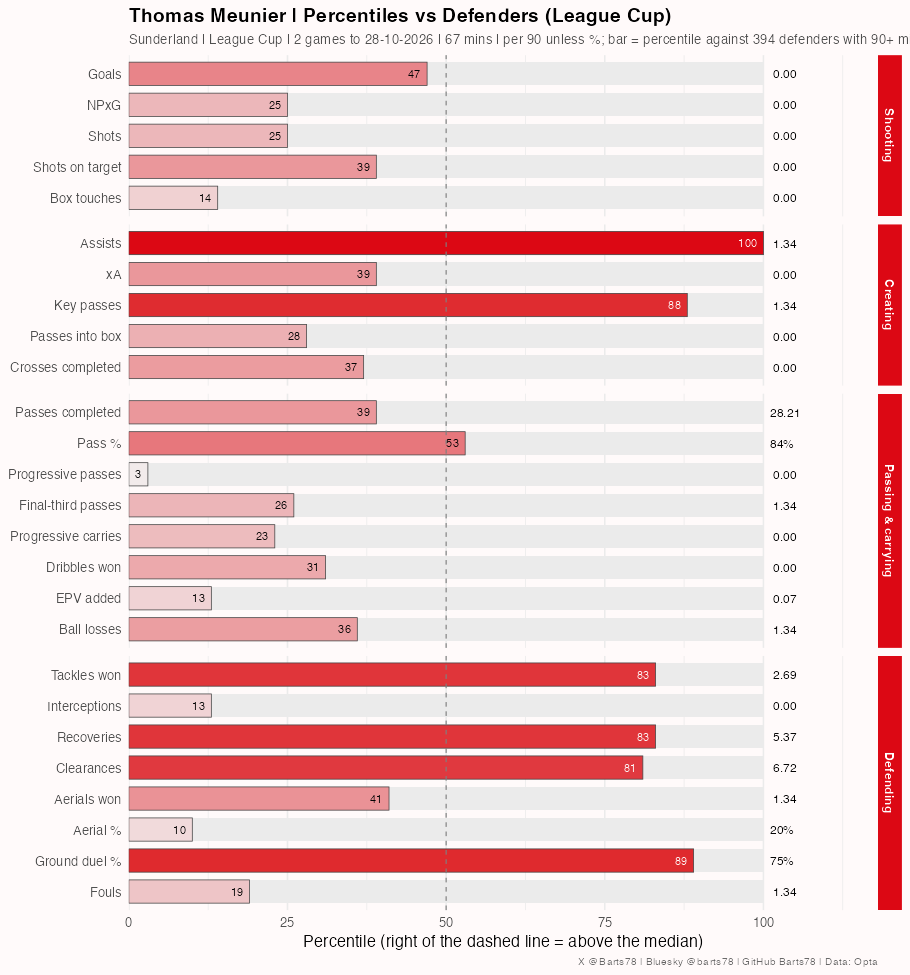 Thomas Meunier | Percentiles vs Defenders (League Cup)
Sunderland | League Cup | 2 games to 28-10-2026 | 67 mins | per 90 unless %; bar = percentile against 394 defenders with 90+ m
Shooting
Goals 47 0.00
NPxG 25 0.00
Shots 25 0.00
Shots on target 39 0.00
Box touches 14 0.00
Creating
Assists 100 1.34
xA 39 0.00
Key passes 88 1.34
Passes into box 28 0.00
Crosses completed 37 0.00
Passing & carrying
Passes completed 39 28.21
Pass % 53 84%
Progressive passes 3 0.00
Final-third passes 26 1.34
Progressive carries 23 0.00
Dribbles won 31 0.00
EPV added 13 0.07
Ball losses 36 1.34
Defending
Tackles won 83 2.69
Interceptions 13 0.00
Recoveries 83 5.37
Clearances 81 6.72
Aerials won 41 1.34
Aerial % 10 20%
Ground duel % 89 75%
Fouls 19 1.34
0 25 50 75 100
Percentile (right of the dashed line = above the median)
X @Barts78 | Bluesky @barts78 | GitHub Barts78 | Data: Opta